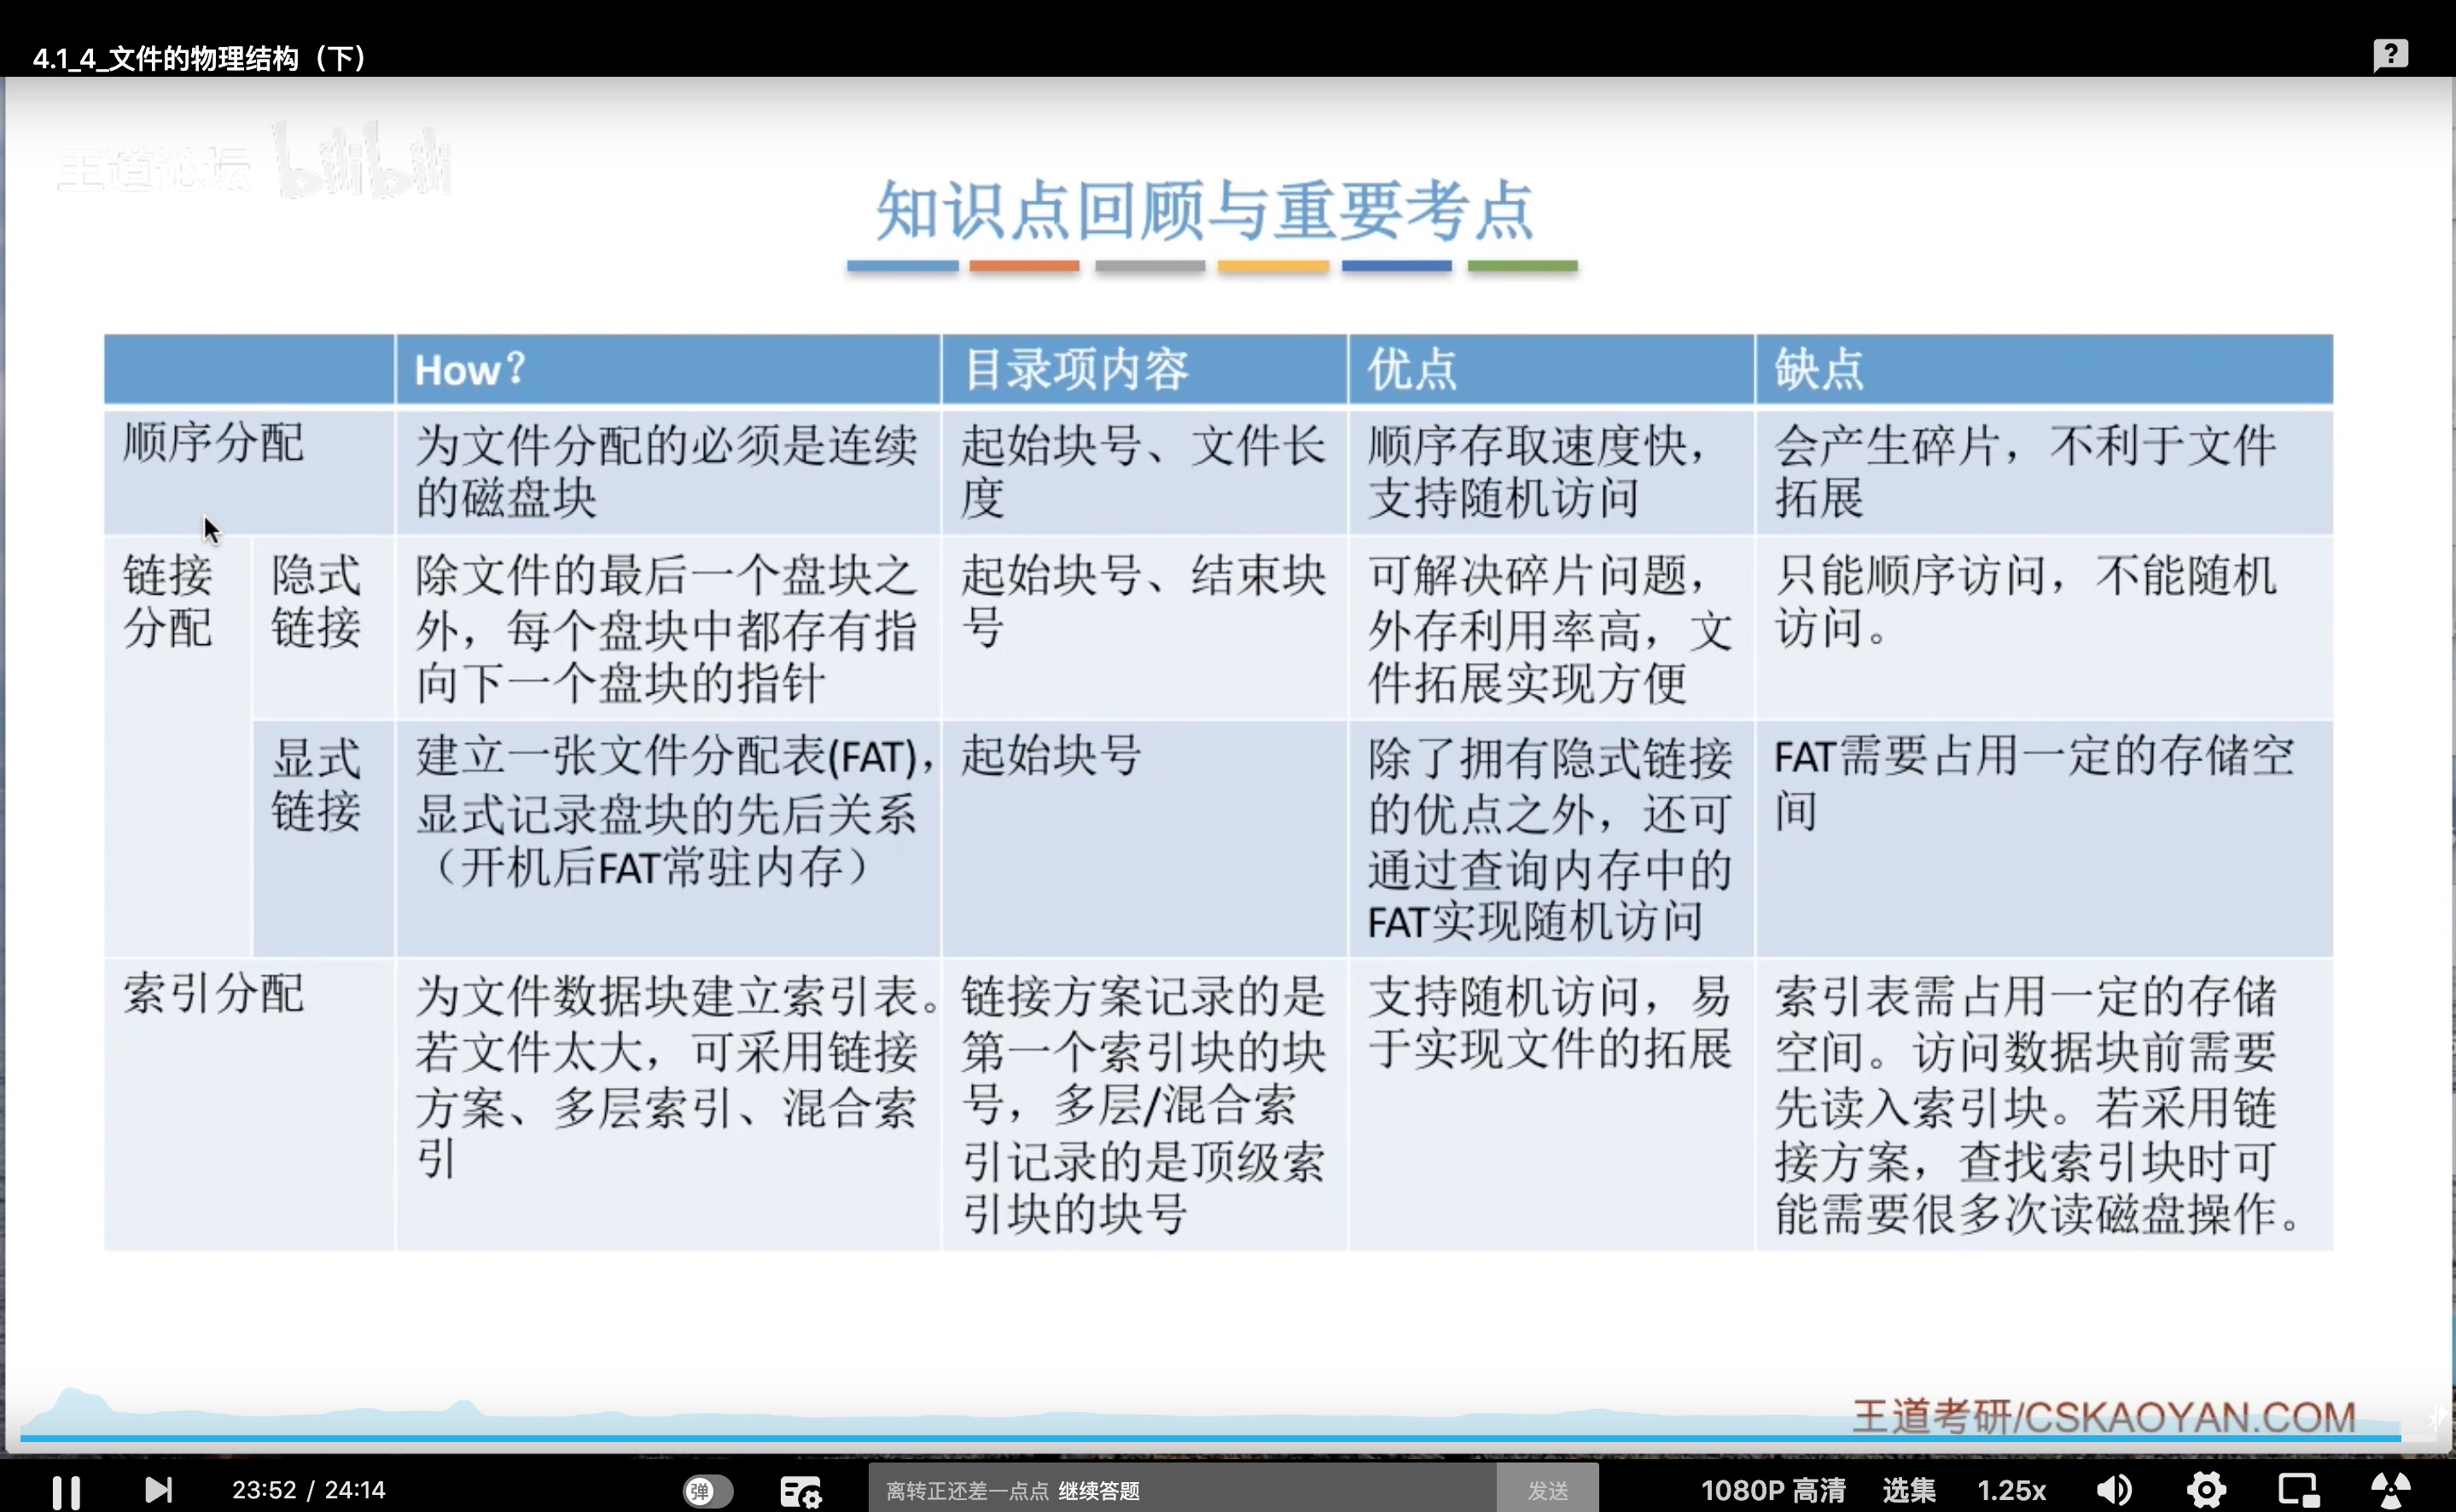 4.1_4_文件的物理结构（下）
王道论坛 bilibili
知识点回顾与重要考点
How？ 目录项内容 优点 缺点
顺序分配
为文件分配的必须是连续
的磁盘块
起始块号、文件长
度
顺序存取速度快，
支持随机访问
会产生碎片，不利于文件
拓展
链接
分配
隐式
链接
除文件的最后一个盘块之
外，每个盘块中都存有指
向下一个盘块的指针
起始块号、结束块
号
可解决碎片问题，
外存利用率高，文
件拓展实现方便
只能顺序访问，不能随机
访问。
显式
链接
建立一张文件分配表(FAT)，
显式记录盘块的先后关系
（开机后FAT常驻内存）
起始块号
除了拥有隐式链接
的优点之外，还可
通过查询内存中的
FAT实现随机访问
FAT需要占用一定的存储空
间
索引分配
为文件数据块建立索引表。
若文件太大，可采用链接
方案、多层索引、混合索
引
链接方案记录的是
第一个索引块的块
号，多层/混合索
引记录的是顶级索
引块的块号
支持随机访问，易
于实现文件的拓展
索引表需占用一定的存储
空间。访问数据块前需要
先读入索引块。若采用链
接方案，查找索引块时可
能需要很多次读磁盘操作。
王道考研/CSKAOYAN.COM
23:52 / 24:14
弹
离转正还差一点点 继续答题
发送
1080P 高清 选集 1.25x